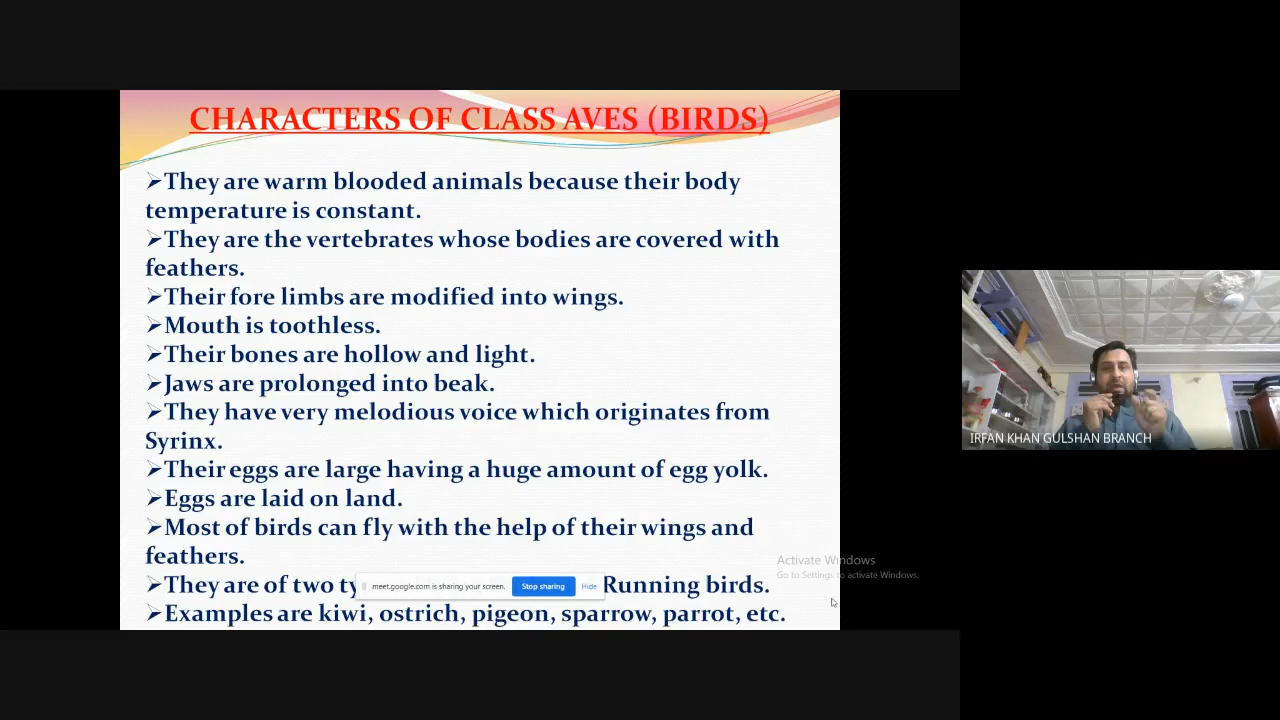 CHARACTERS OF CLASS AVES (BIRDS)
➢They are warm blooded animals because their body
temperature is constant.
➢They are the vertebrates whose bodies are covered with
feathers.
➢Their fore limbs are modified into wings.
➢Mouth is toothless.
➢Their bones are hollow and light.
➢Jaws are prolonged into beak.
➢They have very melodious voice which originates from
Syrinx.
➢Their eggs are large having a huge amount of egg yolk.
➢Eggs are laid on land.
➢Most of birds can fly with the help of their wings and
feathers.
➢They are of two Running birds.
➢Examples are kiwi, ostrich, pigeon, sparrow, parrot, etc.
meet.google.com is sharing your screen. Stop sharing Hide
Activate Windows
Go to Settings to activate Windows.
IRFAN KHAN GULSHAN BRANCH